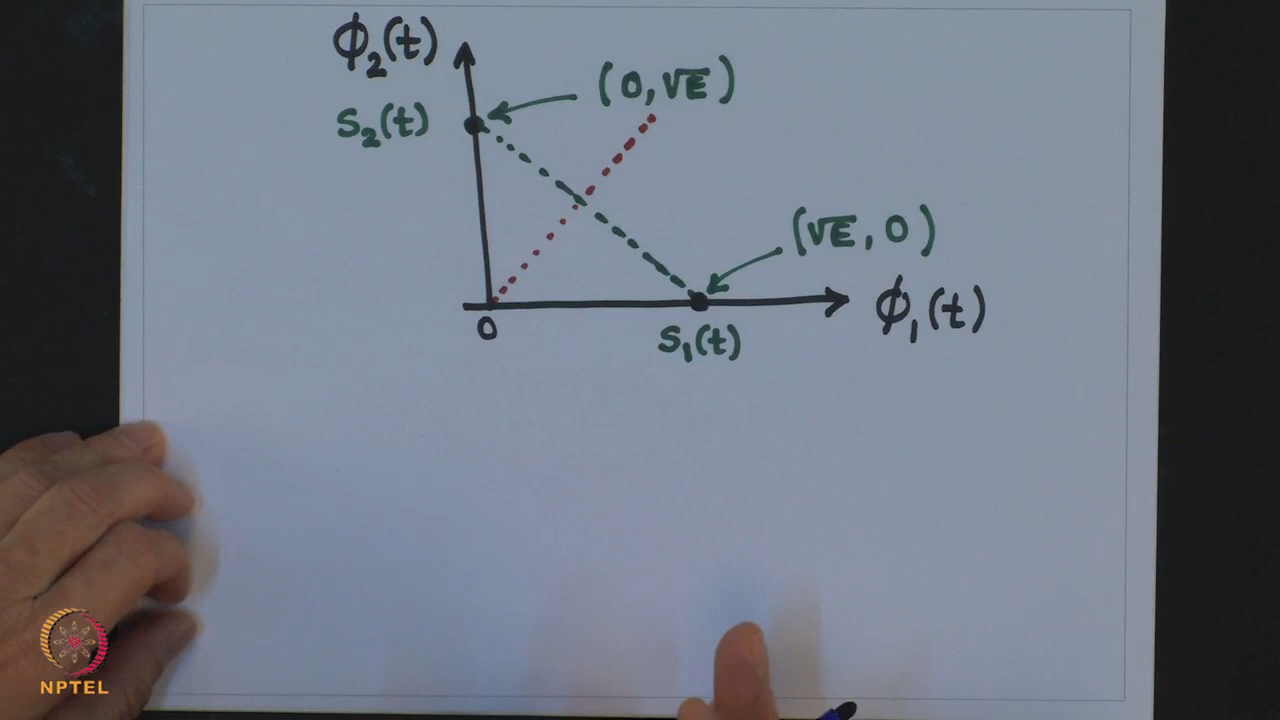 ϕ₂(t)
(0, √E)
S₂(t)
(√E, 0)
ϕ₁(t)
0
S₁(t)
NPTEL